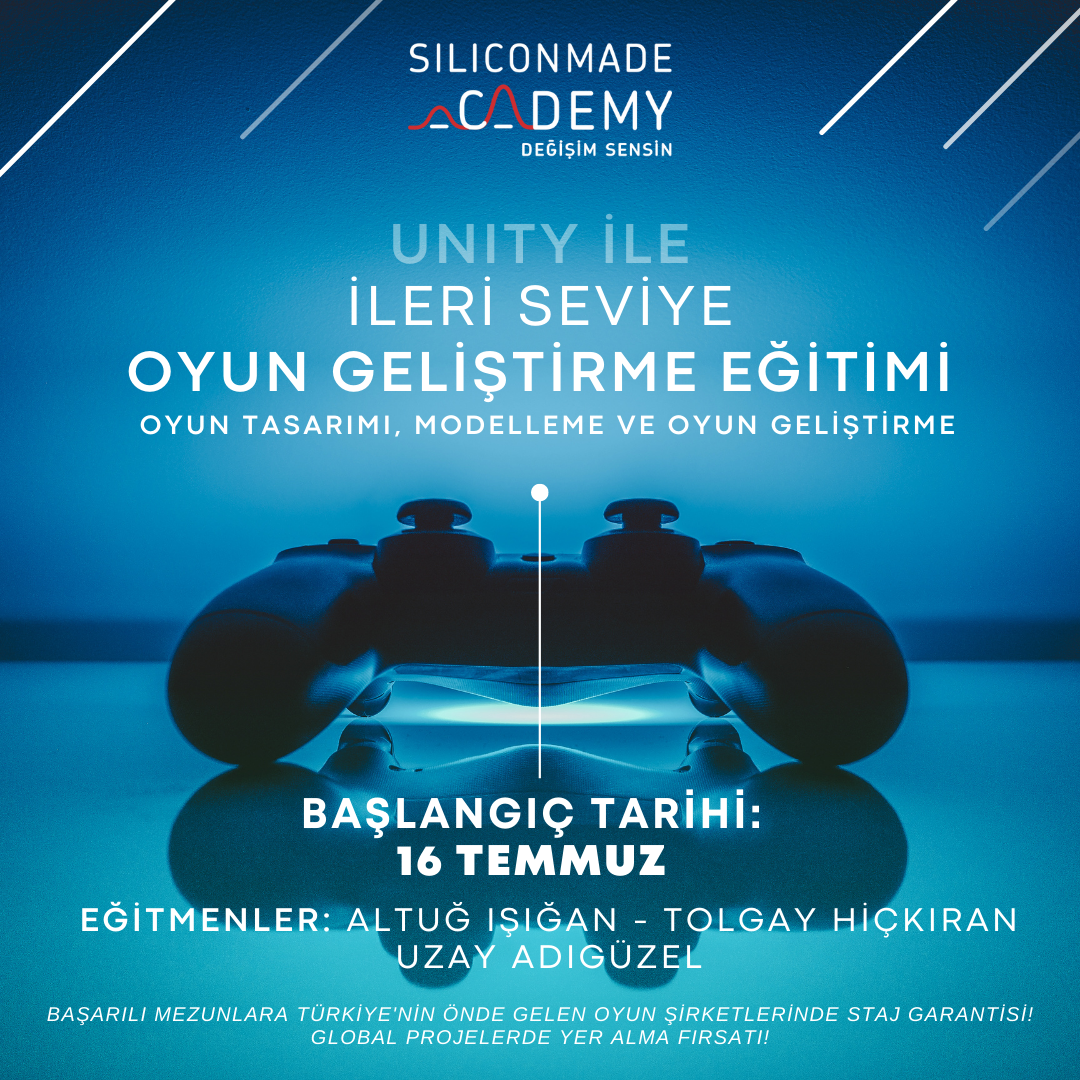 SILICONMADE
ACADEMY
DEĞİŞİM SENSİN
UNITY İLE
İLERİ SEVİYE
OYUN GELİŞTİRME EĞİTİMİ
OYUN TASARIMI, MODELLEME VE OYUN GELİŞTİRME
BAŞLANGIÇ TARİHİ:
16 TEMMUZ
EĞİTMENLER: ALTUĞ IŞIĞAN - TOLGAY HİÇKIRAN
UZAY ADIGÜZEL
BAŞARILI MEZUNLARA TÜRKİYE'NİN ÖNDE GELEN OYUN ŞİRKETLERİNDE STAJ GARANTİSİ!
GLOBAL PROJELERDE YER ALMA FIRSATI!